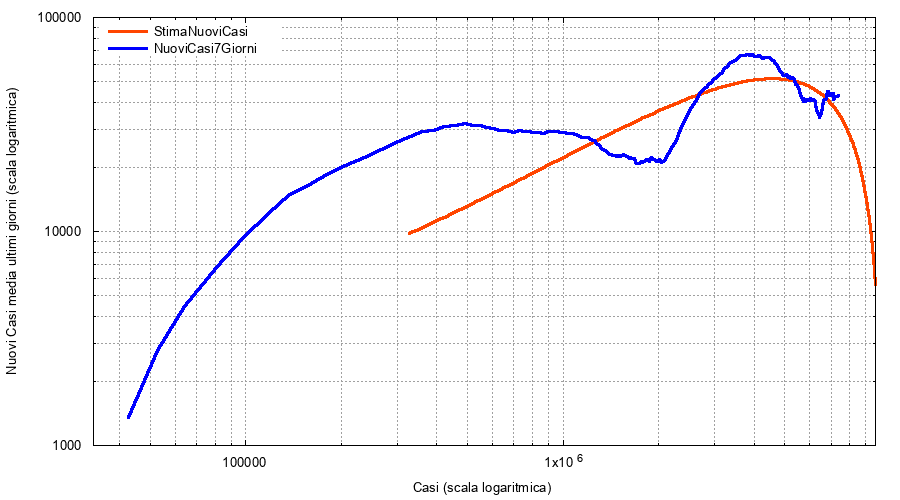 100000
StimaNuoviCasi
NuoviCasi7Giorni
Nuovi Casi media ultimi giorni (scala logaritmica)
10000
1000
100000
1x10 6
Casi (scala logaritmica)